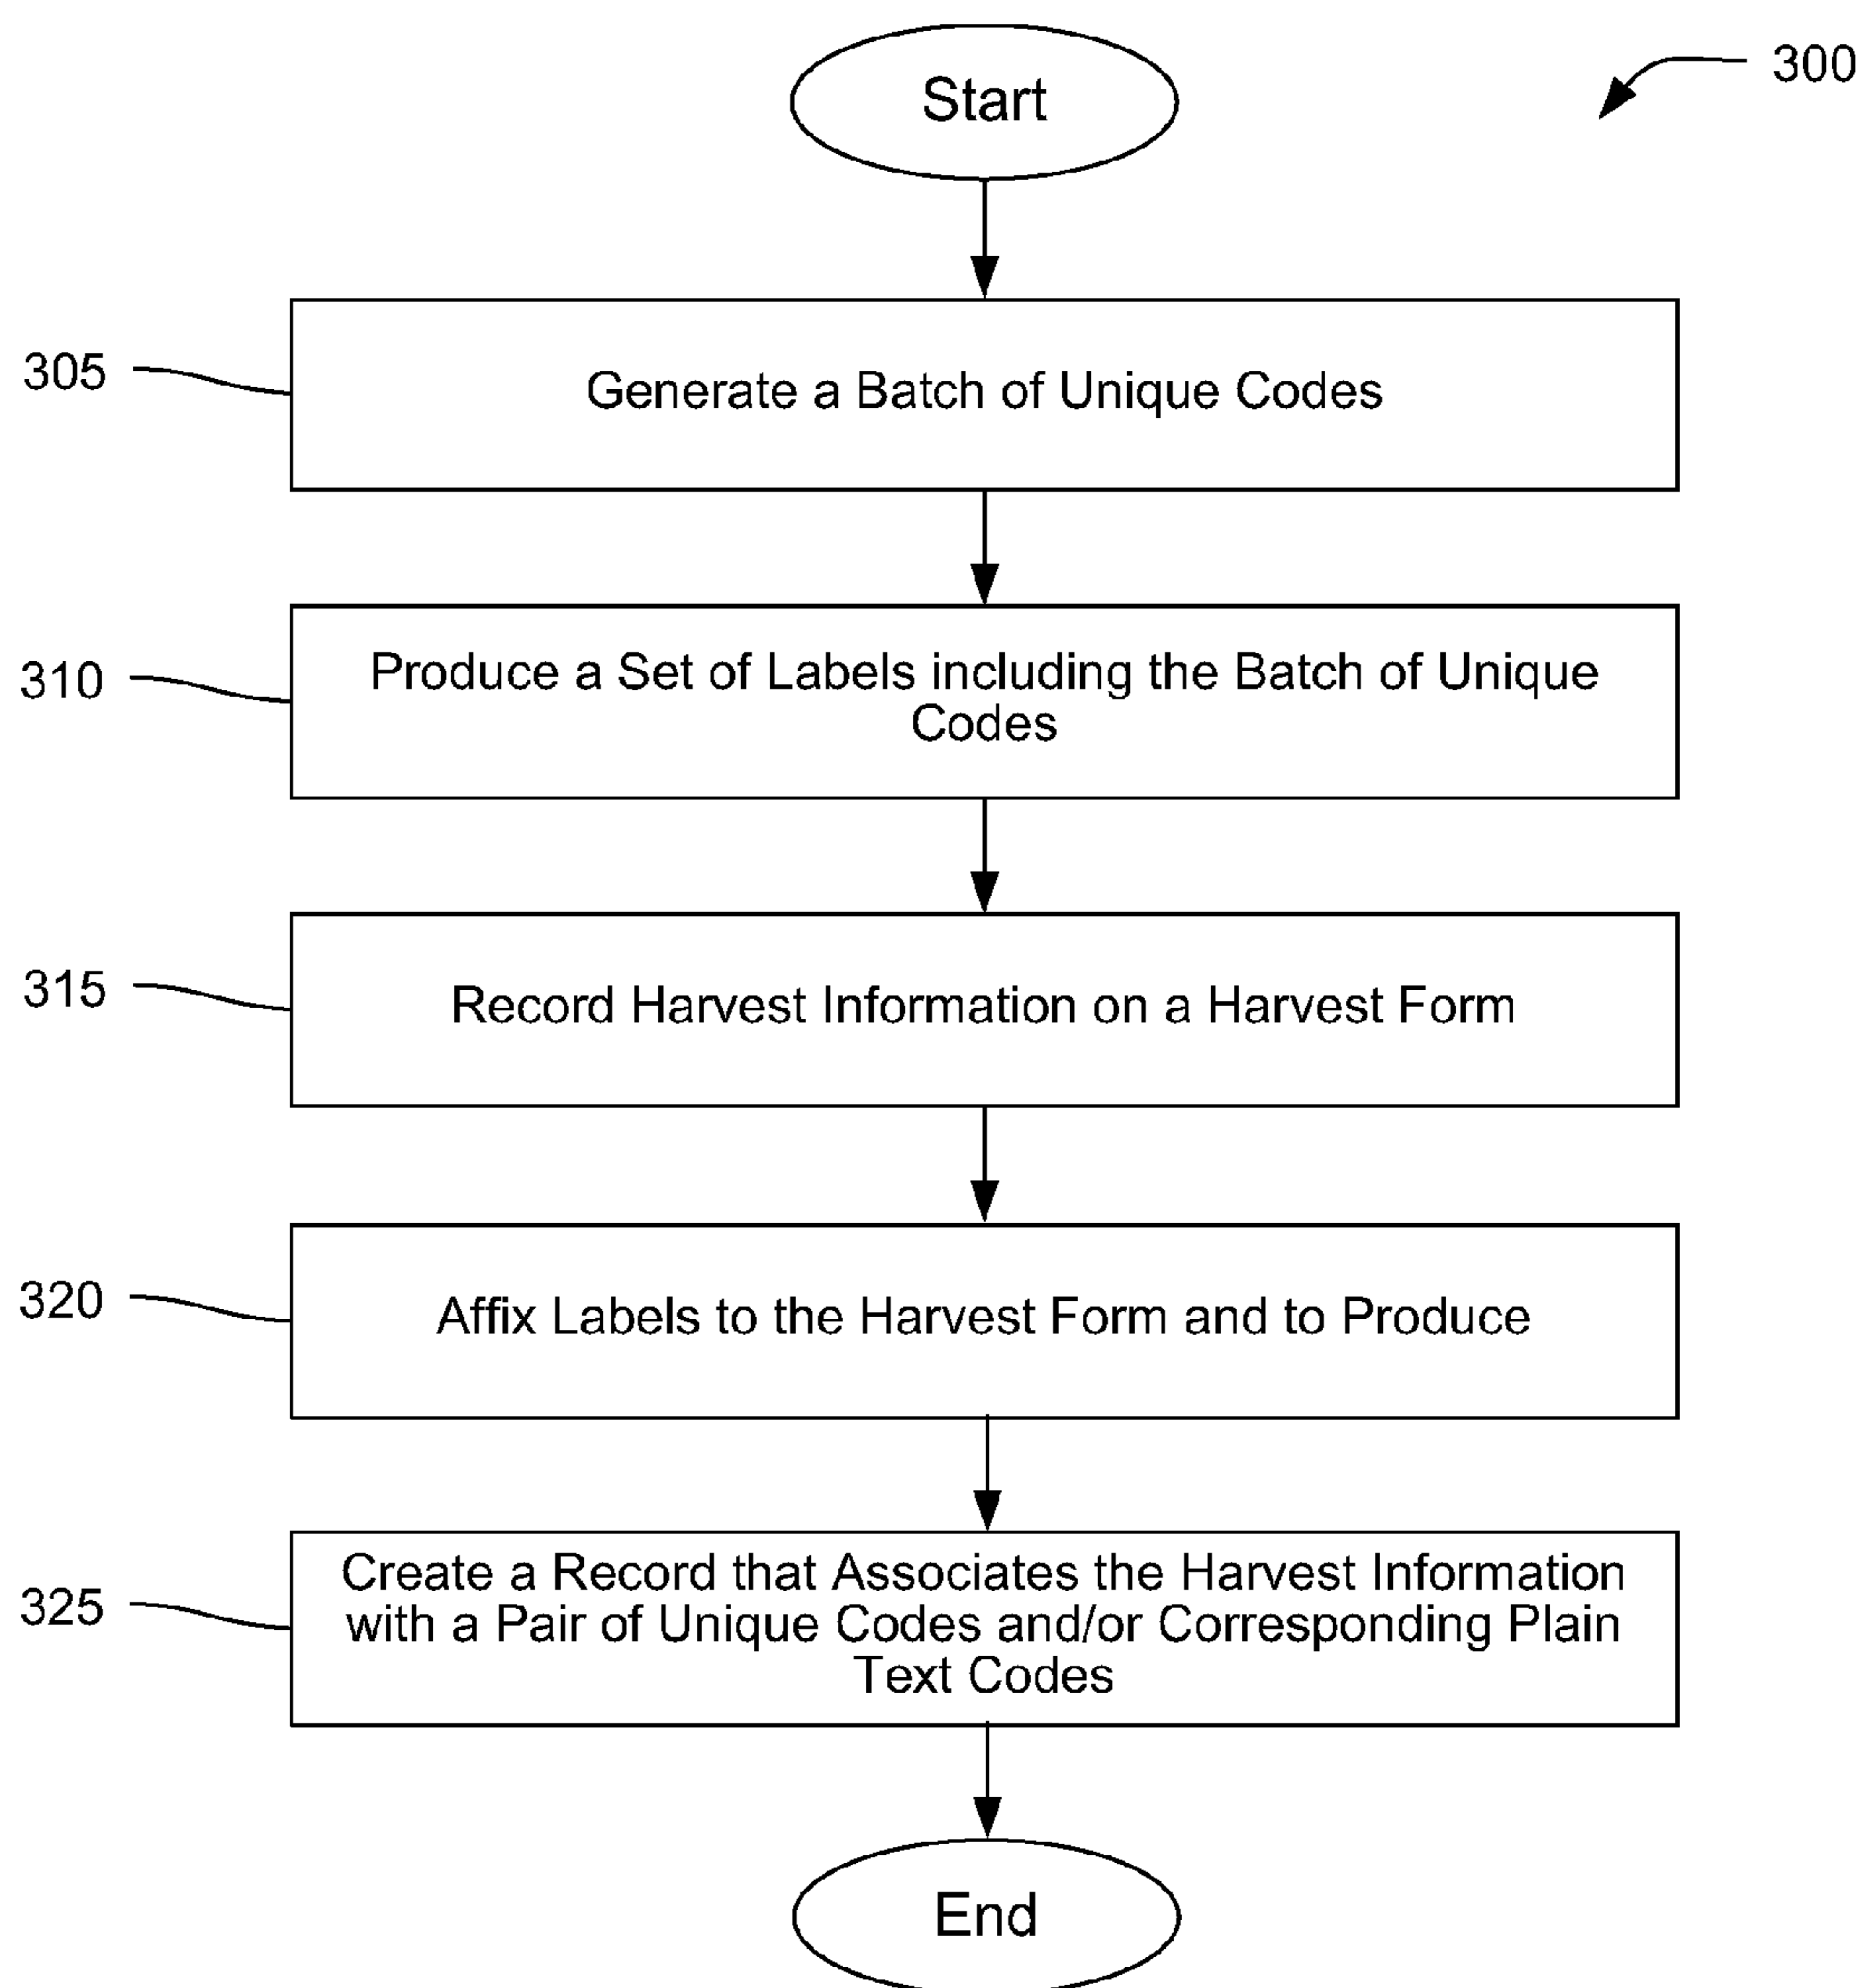 Start
300
305
Generate a Batch of Unique Codes
310
Produce a Set of Labels including the Batch of Unique
Codes
315
Record Harvest Information on a Harvest Form
320
Affix Labels to the Harvest Form and to Produce
325
Create a Record that Associates the Harvest Information
with a Pair of Unique Codes and/or Corresponding Plain
Text Codes
End